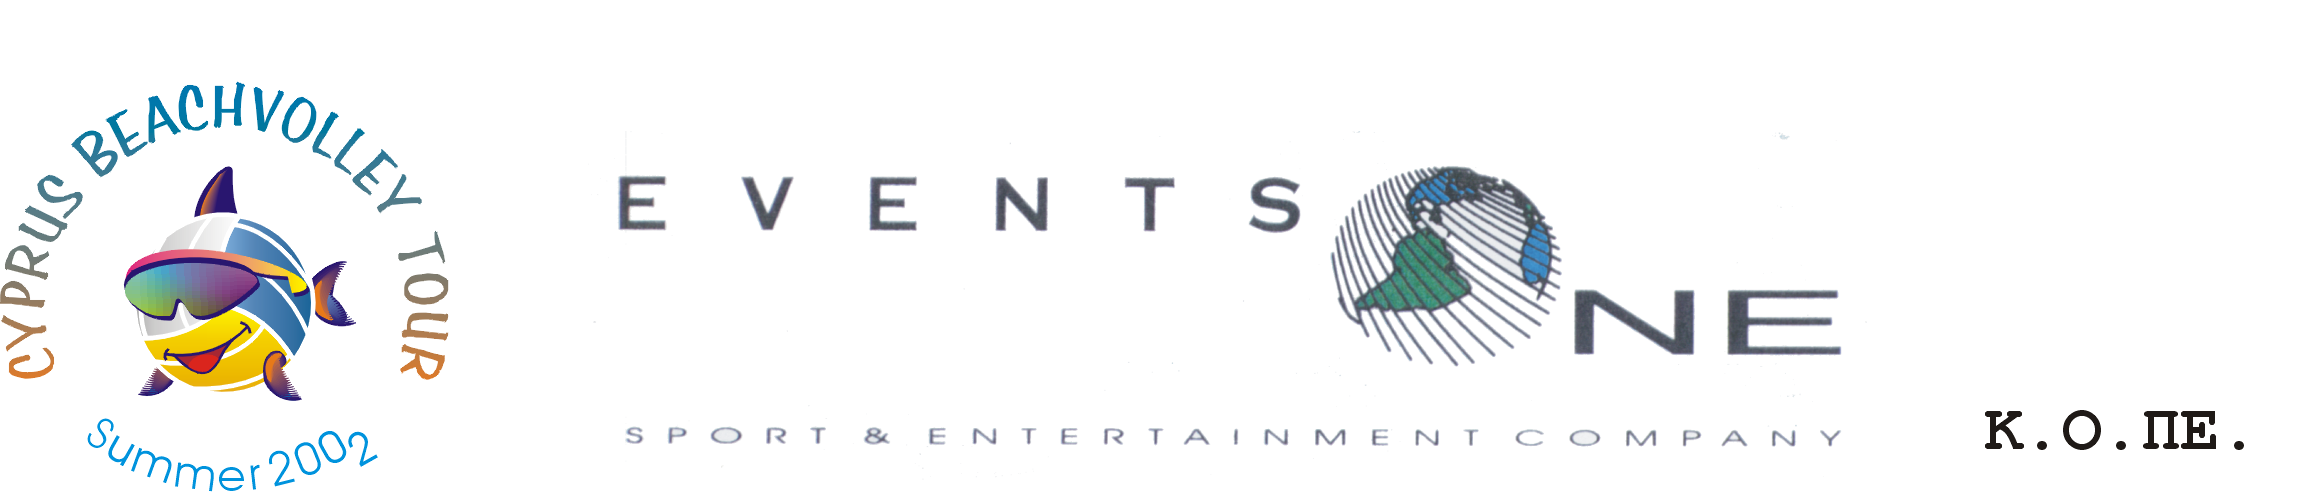 CYPRUS BEACHVOLLEY TOUR
Summer 2002
EVENTS ONE
SPORT & ENTERTAINMENT COMPANY
Κ.Ο.ΠΕ.